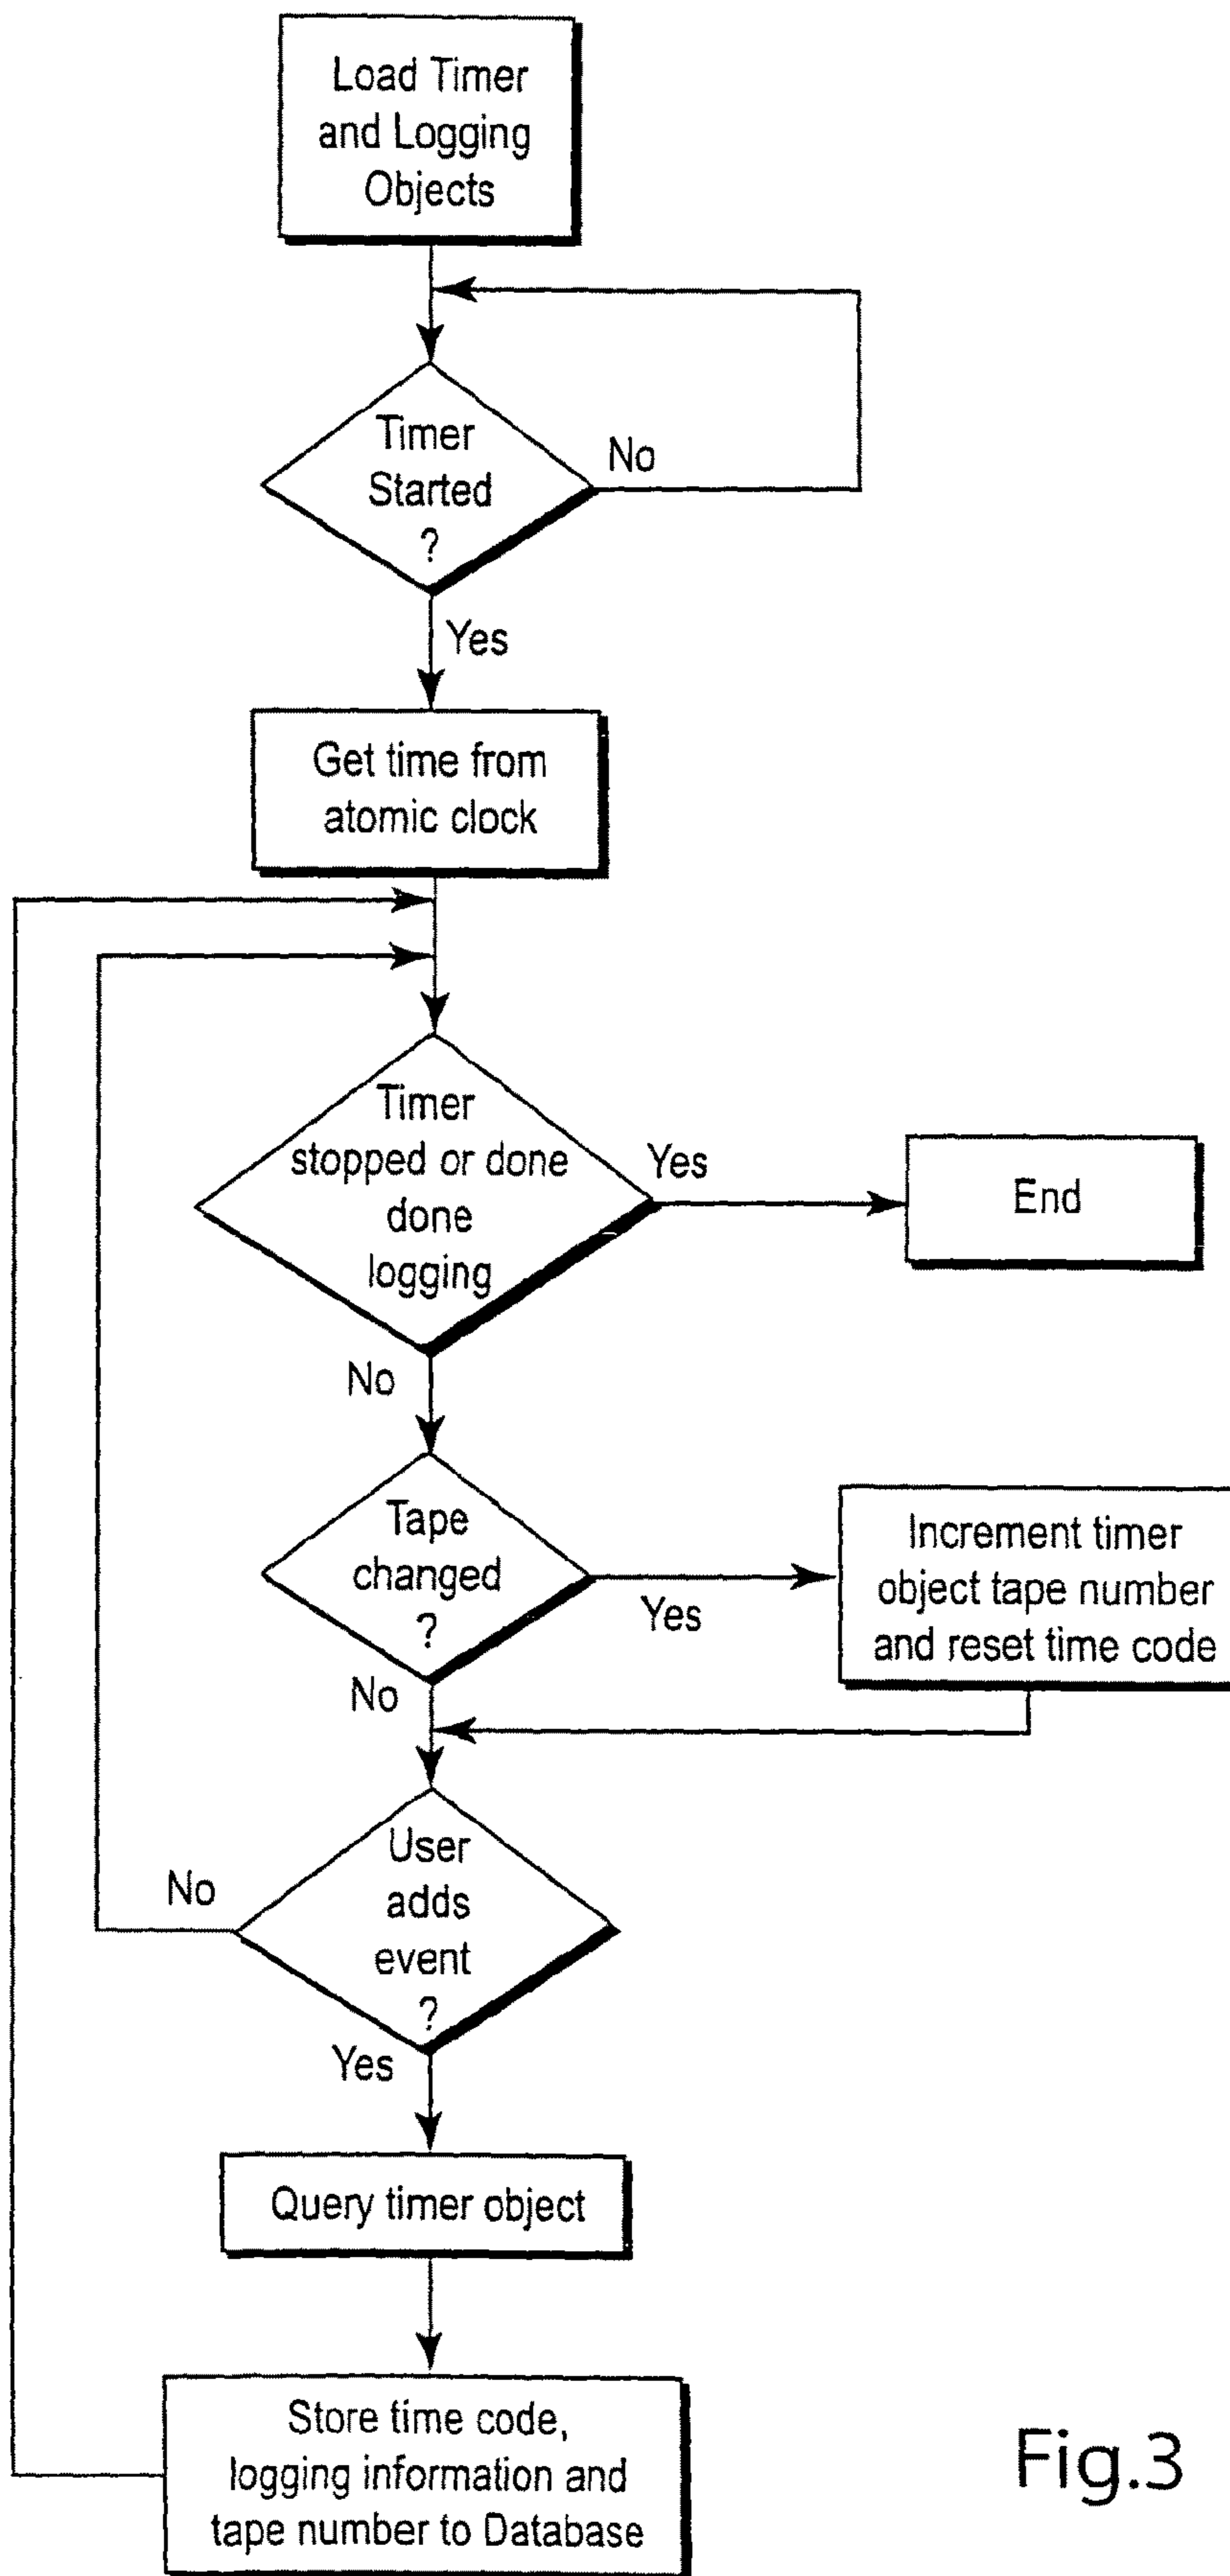 Load Timer
and Logging
Objects
Timer
Started
?
No
Yes
Get time from
atomic clock
Timer
stopped or done
done
logging
Yes
End
No
Tape
changed
?
Yes
Increment timer
object tape number
and reset time code
No
User
adds
event
?
No
Yes
Query timer object
Store time code,
logging information and
tape number to Database
Fig.3